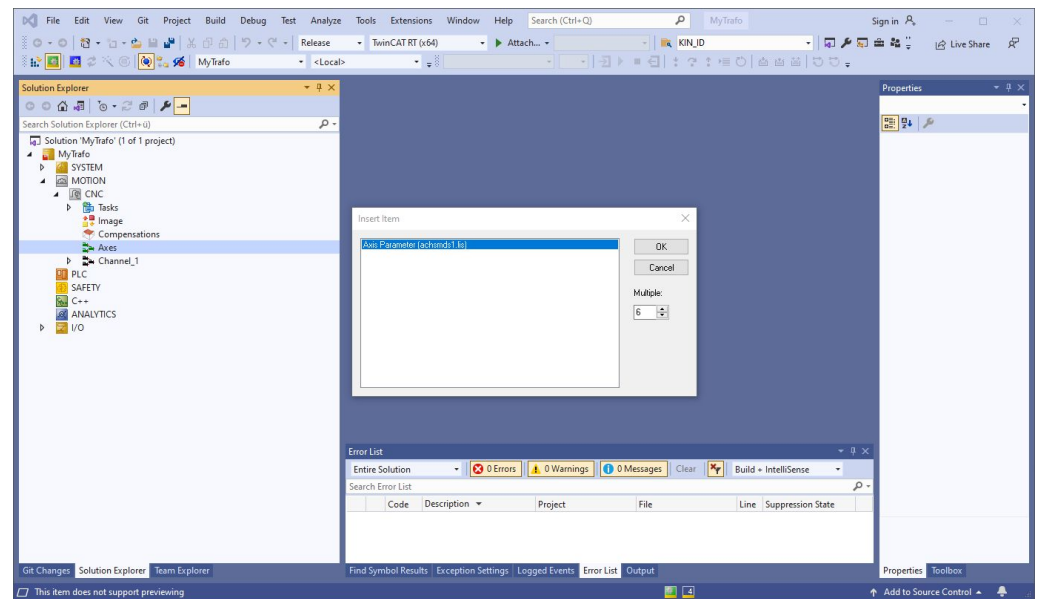 File Edit View Git Project Build Debug Test Analyze Tools Extensions Window Help Search (Ctrl+Q) MyTrafo Sign in
Release TwinCAT RT (x64) Attach... KIN_ID Live Share
MyTrafo <Local>
Solution Explorer
Search Solution Explorer (Ctrl+ü)
Solution 'MyTrafo' (1 of 1 project)
MyTrafo
SYSTEM
MOTION
CNC
Tasks
Image
Compensations
Axes
Channel_1
PLC
SAFETY
C++
ANALYTICS
I/O
Insert Item
Axis Parameter (achsmds1.lis)
OK
Cancel
Multiple:
6
Properties
Error List
Entire Solution 0 Errors 0 Warnings 0 Messages Clear Build + IntelliSense
Search Error List
Code Description Project File Line Suppression State
Git Changes Solution Explorer Team Explorer
Find Symbol Results Exception Settings Logged Events Error List Output
Properties Toolbox
This item does not support previewing 4 Add to Source Control